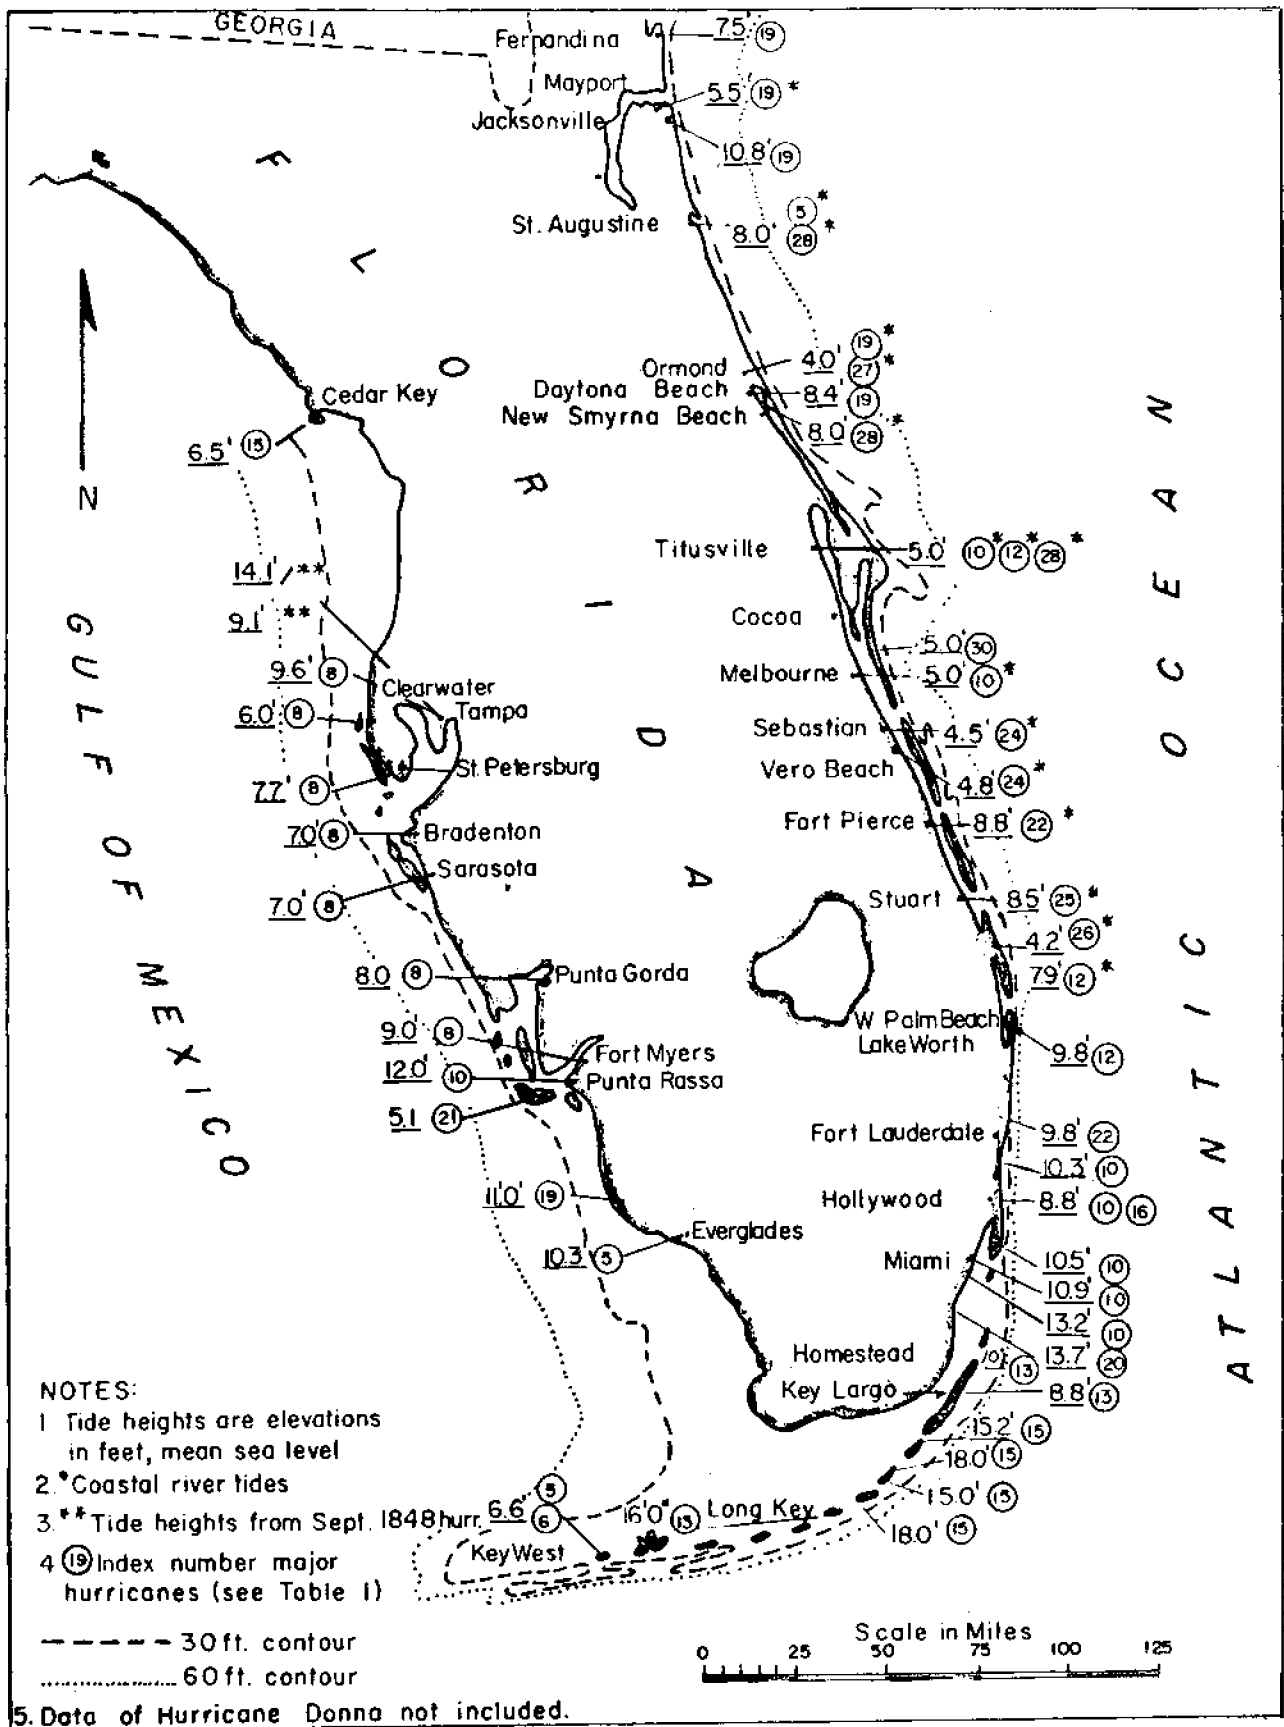 GEORGIA
Fernandina
7.5' 19
Mayport
5.5' 19 *
Jacksonville
10.8' 19
St. Augustine
5 *
8.0' 28 *
FLORIDA
Ormond
4.0' 19 *
27 *
Daytona Beach
8.4' 19
New Smyrna Beach
8.0' 28 *
Cedar Key
6.5' 15
N
Titusville
5.0' 10 * 12 * 28 *
14.1' **
9.1' **
Cocoa
5.0' 30
Melbourne
5.0' 10 *
9.6' 8
Clearwater
6.0' 8
Tampa
Sebastian
4.5' 24 *
St. Petersburg
Vero Beach
4.8' 24 *
7.7' 8
Fort Pierce
8.8' 22 *
7.0' 8
Bradenton
Sarasota
7.0' 8
Stuart
8.5' 25 *
4.2' 26 *
8.0 8
Punta Gorda
7.9' 12 *
W. Palm Beach
Lake Worth
9.8' 12
9.0' 8
Fort Myers
12.0' 10
Punta Rassa
5.1 21
Fort Lauderdale
9.8' 22
10.3' 10
11.0' 19
Hollywood
8.8' 10 16
Everglades
10.3' 5
Miami
10.5' 10
10.9' 10
13.2' 10
Homestead
13.7' 20
13
Key Largo
8.8' 13
15.2' 15
18.0' 15
15.0' 15
18.0' 15
Long Key
16.0" 15
6.6' 5
6
Key West
GULF OF MEXICO
ATLANTIC OCEAN
NOTES:
1 Tide heights are elevations
in feet, mean sea level
2. *Coastal river tides
3. ** Tide heights from Sept. 1848 hurr.
4 19 Index number major
hurricanes (see Table 1)
30 ft. contour
60 ft. contour
5. Data of Hurricane Donna not included.
Scale in Miles
0 25 50 75 100 125